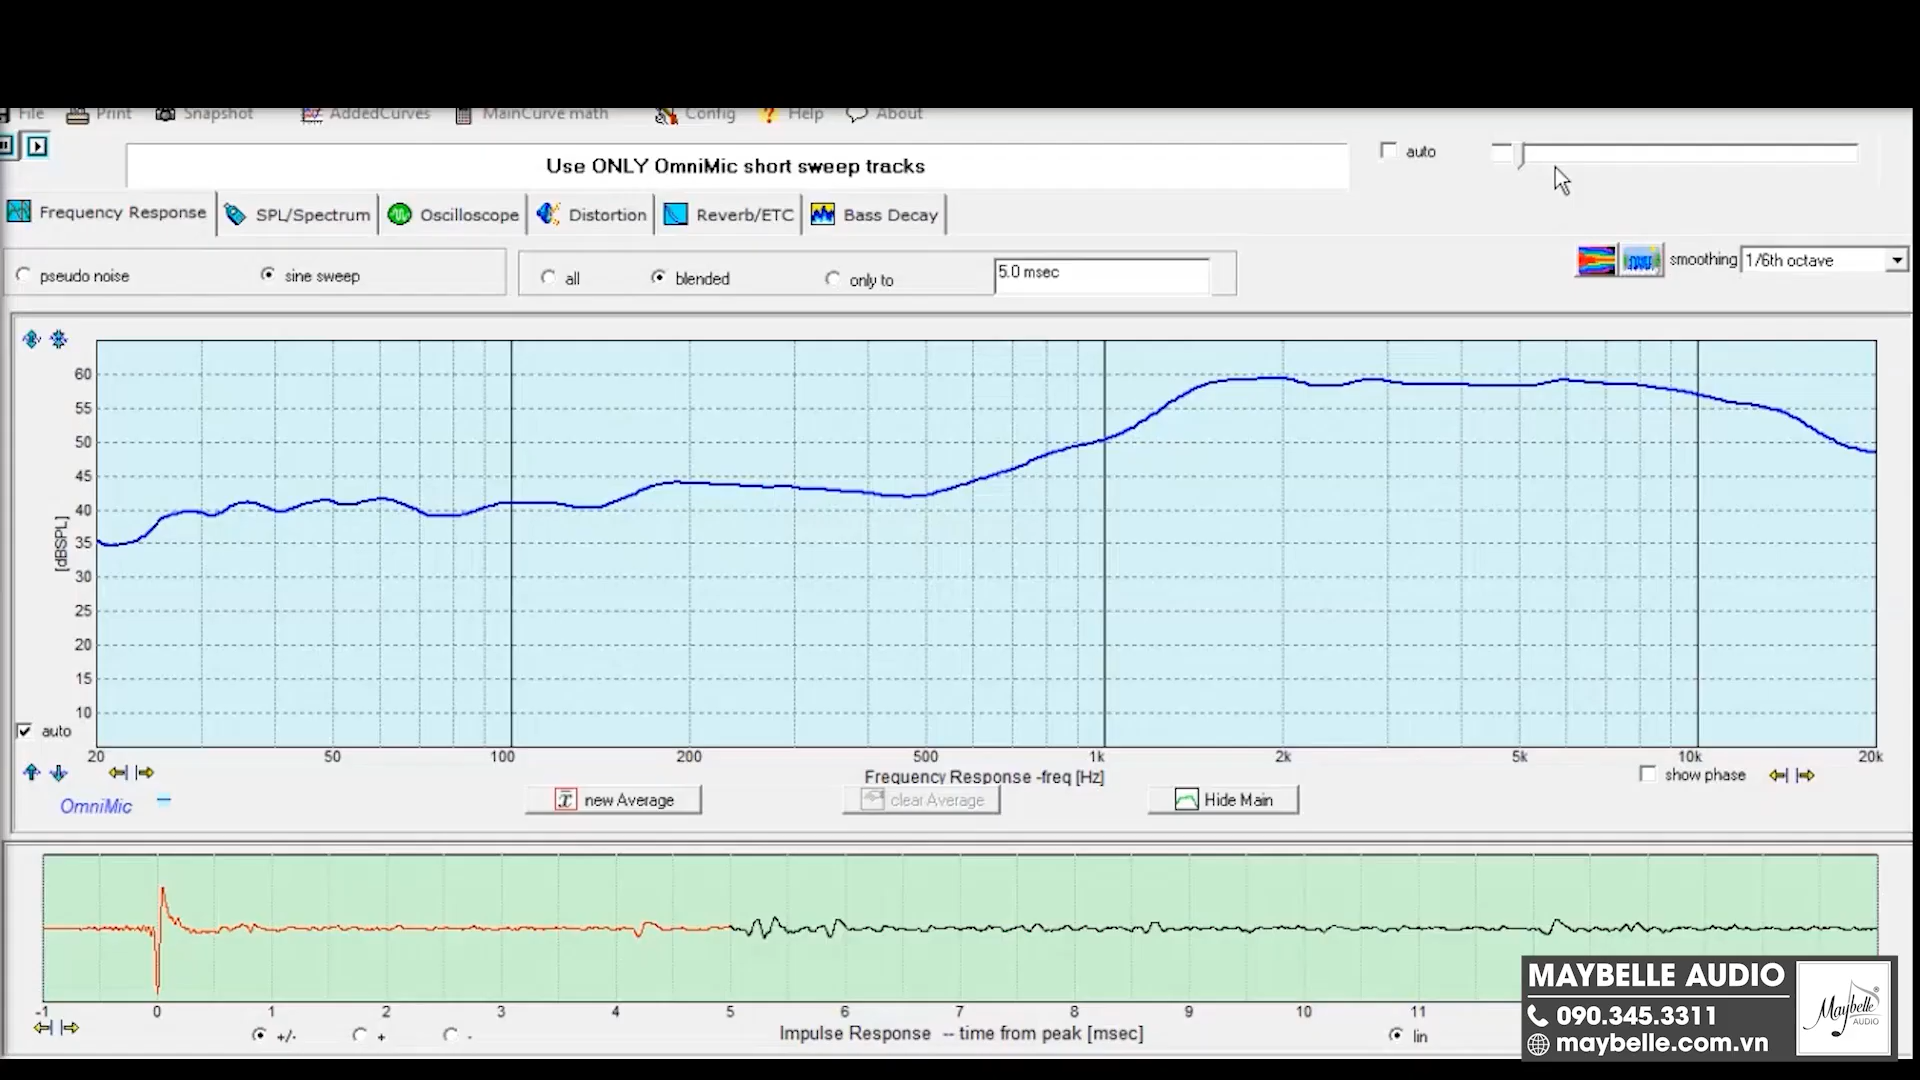 File Print Snapshot AddedCurves MainCurve math Config Help About
Use ONLY OmniMic short sweep tracks
auto
Frequency Response SPL/Spectrum Oscilloscope Distortion Reverb/ETC Bass Decay
pseudo noise sine sweep all blended only to 5.0 msec smoothing 1/6th octave
60
55
50
45
40
35
30
25
20
15
10
[dBSPL]
auto
20 50 100 200 500 1k 2k 5k 10k 20k
Frequency Response -freq [Hz]
show phase
OmniMic
new Average clear Average Hide Main
-1 0 1 2 3 4 5 6 7 8 9 10 11
+/- + - Impulse Response -- time from peak [msec] lin
MAYBELLE AUDIO
090.345.3311
maybelle.com.vn
Maybelle
AUDIO